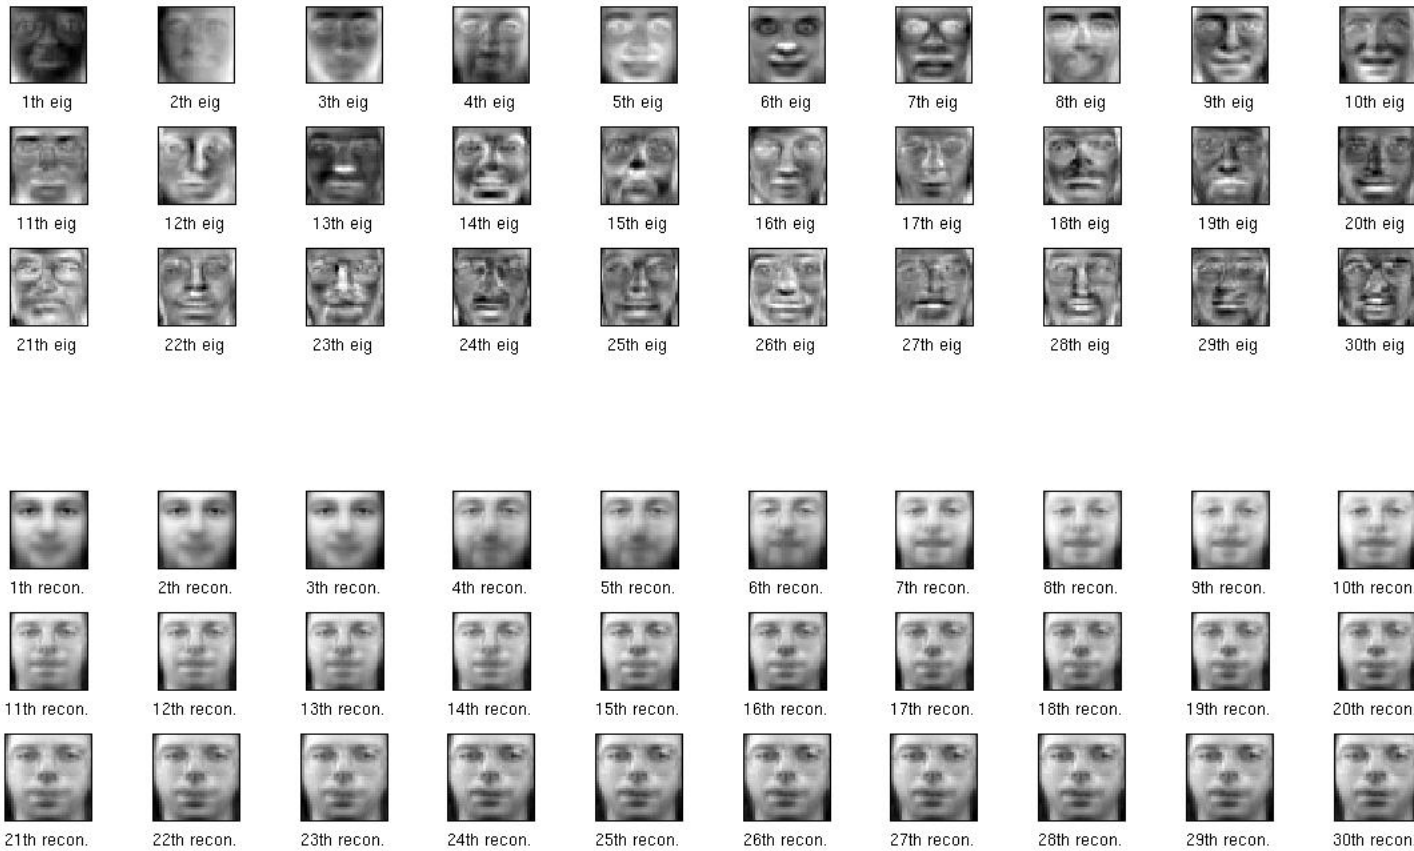 1th eig 2th eig 3th eig 4th eig 5th eig 6th eig 7th eig 8th eig 9th eig 10th eig
11th eig 12th eig 13th eig 14th eig 15th eig 16th eig 17th eig 18th eig 19th eig 20th eig
21th eig 22th eig 23th eig 24th eig 25th eig 26th eig 27th eig 28th eig 29th eig 30th eig
1th recon. 2th recon. 3th recon. 4th recon. 5th recon. 6th recon. 7th recon. 8th recon. 9th recon. 10th recon.
11th recon. 12th recon. 13th recon. 14th recon. 15th recon. 16th recon. 17th recon. 18th recon. 19th recon. 20th recon
21th recon. 22th recon. 23th recon. 24th recon. 25th recon. 26th recon. 27th recon. 28th recon. 29th recon. 30th recon